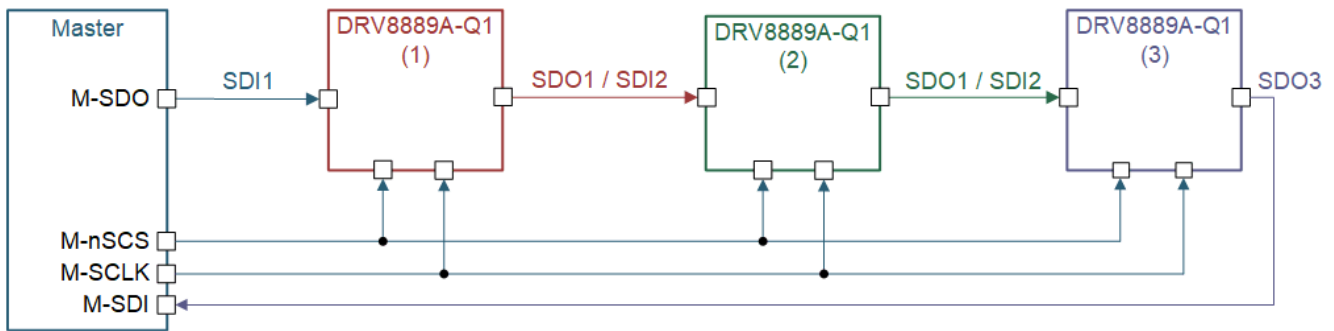 Master
DRV8889A-Q1
(1)
DRV8889A-Q1
(2)
DRV8889A-Q1
(3)
M-SDO
SDI1
SDO1 / SDI2
SDO1 / SDI2
SDO3
M-nSCS
M-SCLK
M-SDI